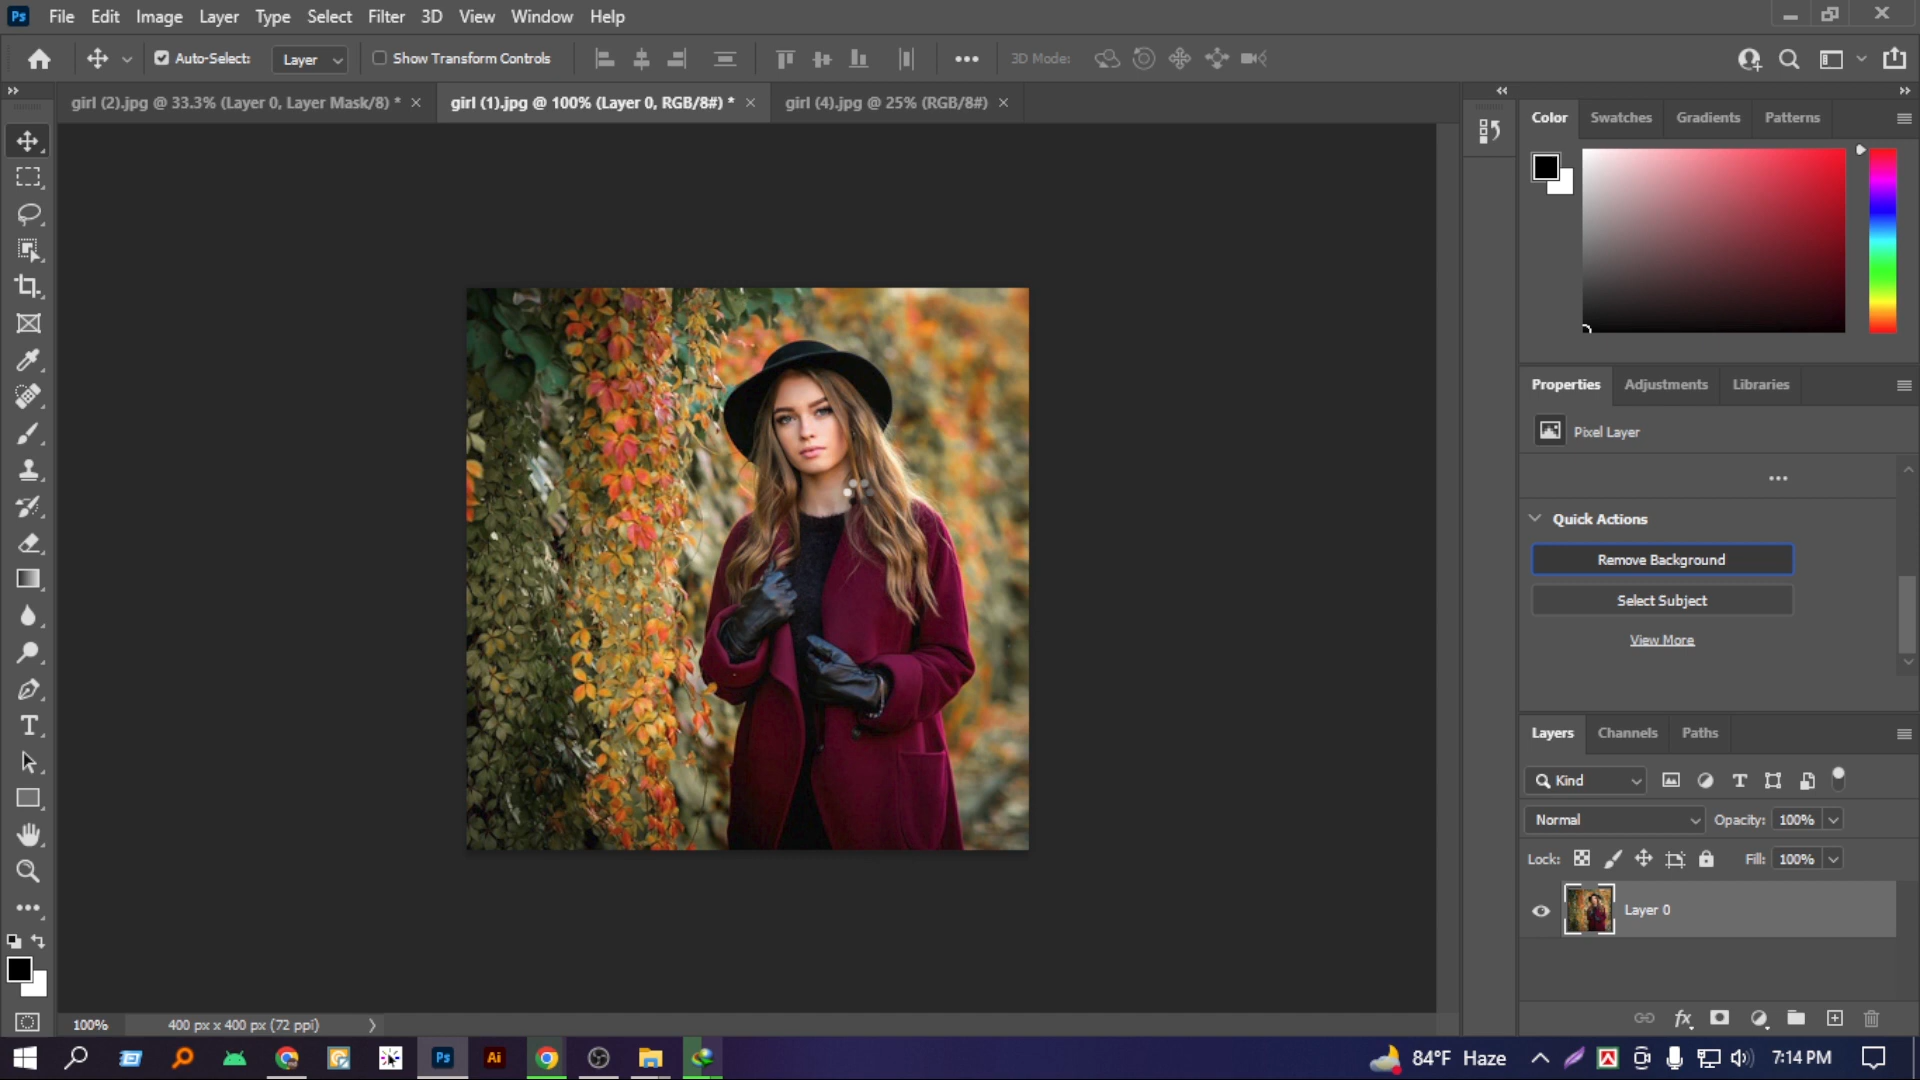 Ps File Edit Image Layer Type Select Filter 3D View Window Help
Auto-Select: Layer Show Transform Controls 3D Mode:
girl (2).jpg @ 33.3% (Layer 0, Layer Mask/8) * girl (1).jpg @ 100% (Layer 0, RGB/8#) * girl (4).jpg @ 25% (RGB/8#)
Color Swatches Gradients Patterns
Properties Adjustments Libraries
Pixel Layer
Quick Actions
Remove Background
Select Subject
View More
Layers Channels Paths
Kind
Normal Opacity: 100%
Lock: Fill: 100%
Layer 0
100% 400 px x 400 px (72 ppi)
Ps Ai 84°F Haze 7:14 PM